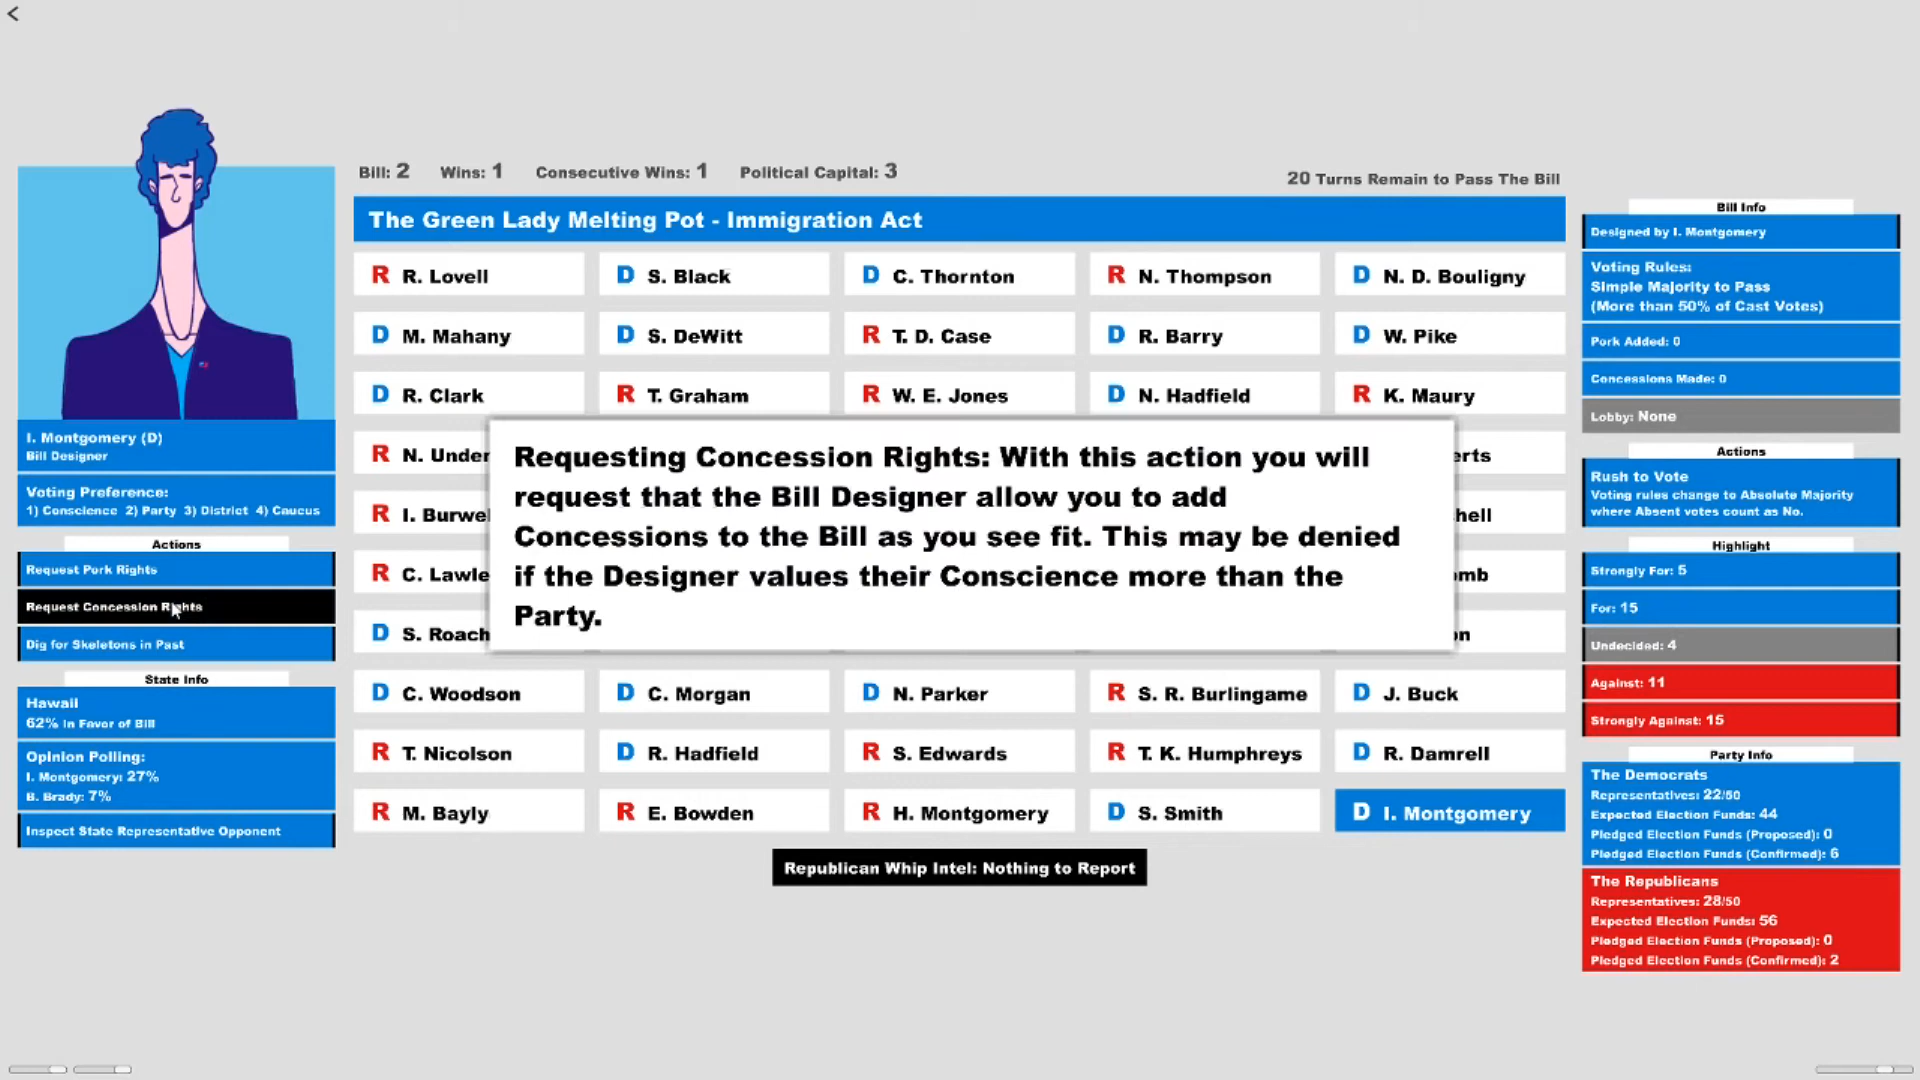 Bill: 2 Wins: 1 Consecutive Wins: 1 Political Capital: 3
20 Turns Remain to Pass The Bill
The Green Lady Melting Pot - Immigration Act
R R. Lovell D S. Black D C. Thornton R N. Thompson D N. D. Bouligny
D M. Mahany D S. DeWitt R T. D. Case D R. Barry D W. Pike
D R. Clark R T. Graham R W. E. Jones D N. Hadfield R K. Maury
R N. Under
R I. Burwe
R C. Lawle
D S. Roach
Requesting Concession Rights: With this action you will
request that the Bill Designer allow you to add
Concessions to the Bill as you see fit. This may be denied
if the Designer values their Conscience more than the
Party.
erts
hell
mb
on
D C. Woodson D C. Morgan D N. Parker R S. R. Burlingame D J. Buck
R T. Nicolson D R. Hadfield R S. Edwards R T. K. Humphreys D R. Damrell
R M. Bayly R E. Bowden R H. Montgomery D S. Smith D I. Montgomery
Republican Whip Intel: Nothing to Report
I. Montgomery (D)
Bill Designer
Voting Preference:
1) Conscience 2) Party 3) District 4) Caucus
Actions
Request Pork Rights
Request Concession Rights
Dig for Skeletons in Past
State Info
Hawaii
62% In Favor of Bill
Opinion Polling:
I. Montgomery: 27%
B. Brady: 7%
Inspect State Representative Opponent
Bill Info
Designed by I. Montgomery
Voting Rules:
Simple Majority to Pass
(More than 50% of Cast Votes)
Pork Added: 0
Concessions Made: 0
Lobby: None
Actions
Rush to Vote
Voting rules change to Absolute Majority
where Absent votes count as No.
Highlight
Strongly For: 5
For: 15
Undecided: 4
Against: 11
Strongly Against: 15
Party Info
The Democrats
Representatives: 22/50
Expected Election Funds: 44
Pledged Election Funds (Proposed): 0
Pledged Election Funds (Confirmed): 6
The Republicans
Representatives: 28/50
Expected Election Funds: 56
Pledged Election Funds (Proposed): 0
Pledged Election Funds (Confirmed): 2